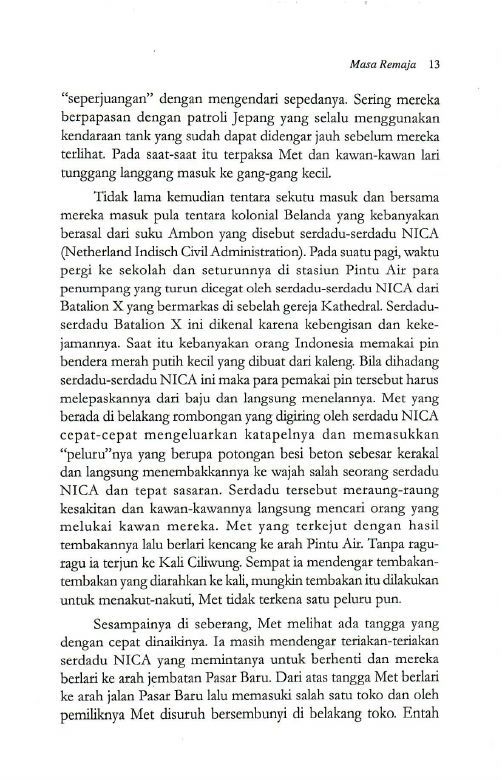 Masa Remaja 13
“seperjuangan” dengan mengendari sepedanya. Sering mereka
berpapasan dengan patroli Jepang yang selalu menggunakan
kendaraan tank yang sudah dapat didengar jauh sebelum mereka
terlihat. Pada saat-saat itu terpaksa Met dan kawan-kawan lari
tunggang langgang masuk ke gang-gang kecil.
Tidak lama kemudian tentara sekutu masuk dan bersama
mereka masuk pula tentara kolonial Belanda yang kebanyakan
berasal dari suku Ambon yang disebut serdadu-serdadu NICA
(Netherland Indisch Civil Administration). Pada suatu pagi, waktu
pergi ke sekolah dan seturunnya di stasiun Pintu Air para
penumpang yang turun dicegat oleh serdadu-serdadu NICA dari
Batalion X yang bermarkas di sebelah gereja Kathedral. Serdadu-
serdadu Batalion X ini dikenal karena kebengisan dan keke-
jamannya. Saat itu kebanyakan orang Indonesia memakai pin
bendera merah putih kecil yang dibuat dari kaleng. Bila dihadang
serdadu-serdadu NICA ini maka para pemakai pin tersebut harus
melepaskannya dari baju dan langsung menelannya. Met yang
berada di belakang rombongan yang digiring oleh serdadu NICA
cepat-cepat mengeluarkan katapelnya dan memasukkan
“peluru”nya yang berupa potongan besi beton sebesar kerakal
dan langsung menembakkannya ke wajah salah seorang serdadu
NICA dan tepat sasaran. Serdadu tersebut meraung-raung
kesakitan dan kawan-kawannya langsung mencari orang yang
melukai kawan mereka. Met yang terkejut dengan hasil
tembakannya lalu berlari kencang ke arah Pintu Air. Tanpa ragu-
ragu ia terjun ke Kali Ciliwung. Sempat ia mendengar tembakan-
tembakan yang diarahkan ke kali, mungkin tembakan itu dilakukan
untuk menakut-nakuti, Met tidak terkena satu peluru pun.
Sesampainya di seberang, Met melihat ada tangga yang
dengan cepat dinaikinya. Ia masih mendengar teriakan-teriakan
serdadu NICA yang memintanya untuk berhenti dan mereka
berlari ke arah jembatan Pasar Baru. Dari atas tangga Met berlari
ke arah jalan Pasar Baru lalu memasuki salah satu toko dan oleh
pemiliknya Met disuruh bersembunyi di belakang toko. Entah